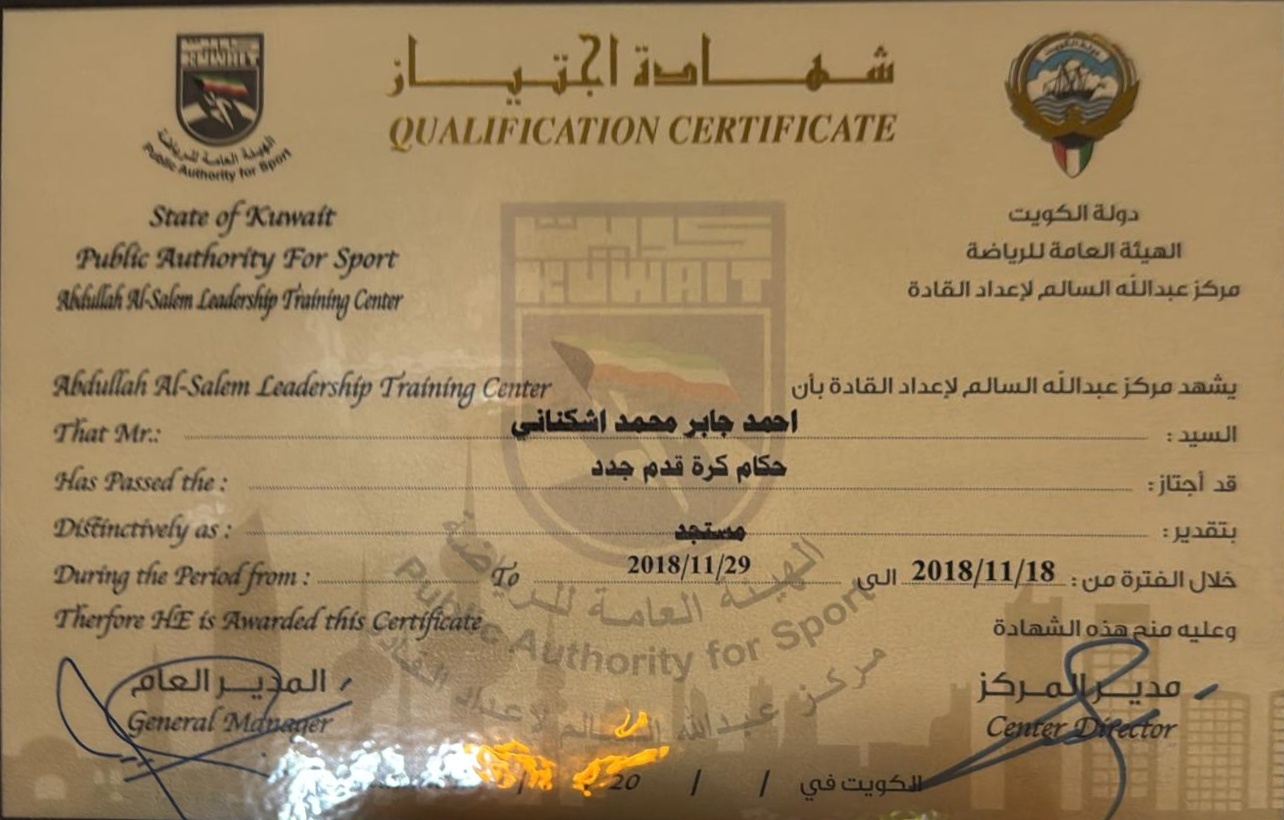 شهادة اجتياز
QUALIFICATION CERTIFICATE
KUWAIT
الهيئة العامة للرياضة
Public Authority for Sport
دولة الكويت
State of Kuwait
دولة الكويت
Public Authority For Sport
الهيئة العامة للرياضة
Abdullah Al-Salem Leadership Training Center
مركز عبدالله السالم لإعداد القادة
كويت
KUWAIT
Abdullah Al-Salem Leadership Training Center
يشهد مركز عبدالله السالم لإعداد القادة بأن
That Mr.:
السيد : احمد جابر محمد اشكناني
Has Passed the :
قد أجتاز : حكام كرة قدم جدد
Distinctively as :
بتقدير : مستجد
During the Period from : To
خلال الفترة من : 2018/11/18 الى 2018/11/29
Therfore HE is Awarded this Certificate
وعليه منح هذه الشهادة
الهيئة العامة للرياضة
Public Authority for Sport
مركز عبدالله السالم لاعداد القادة
المدير العام
General Manager
مدير المركز
Center Director
الكويت في / / 20